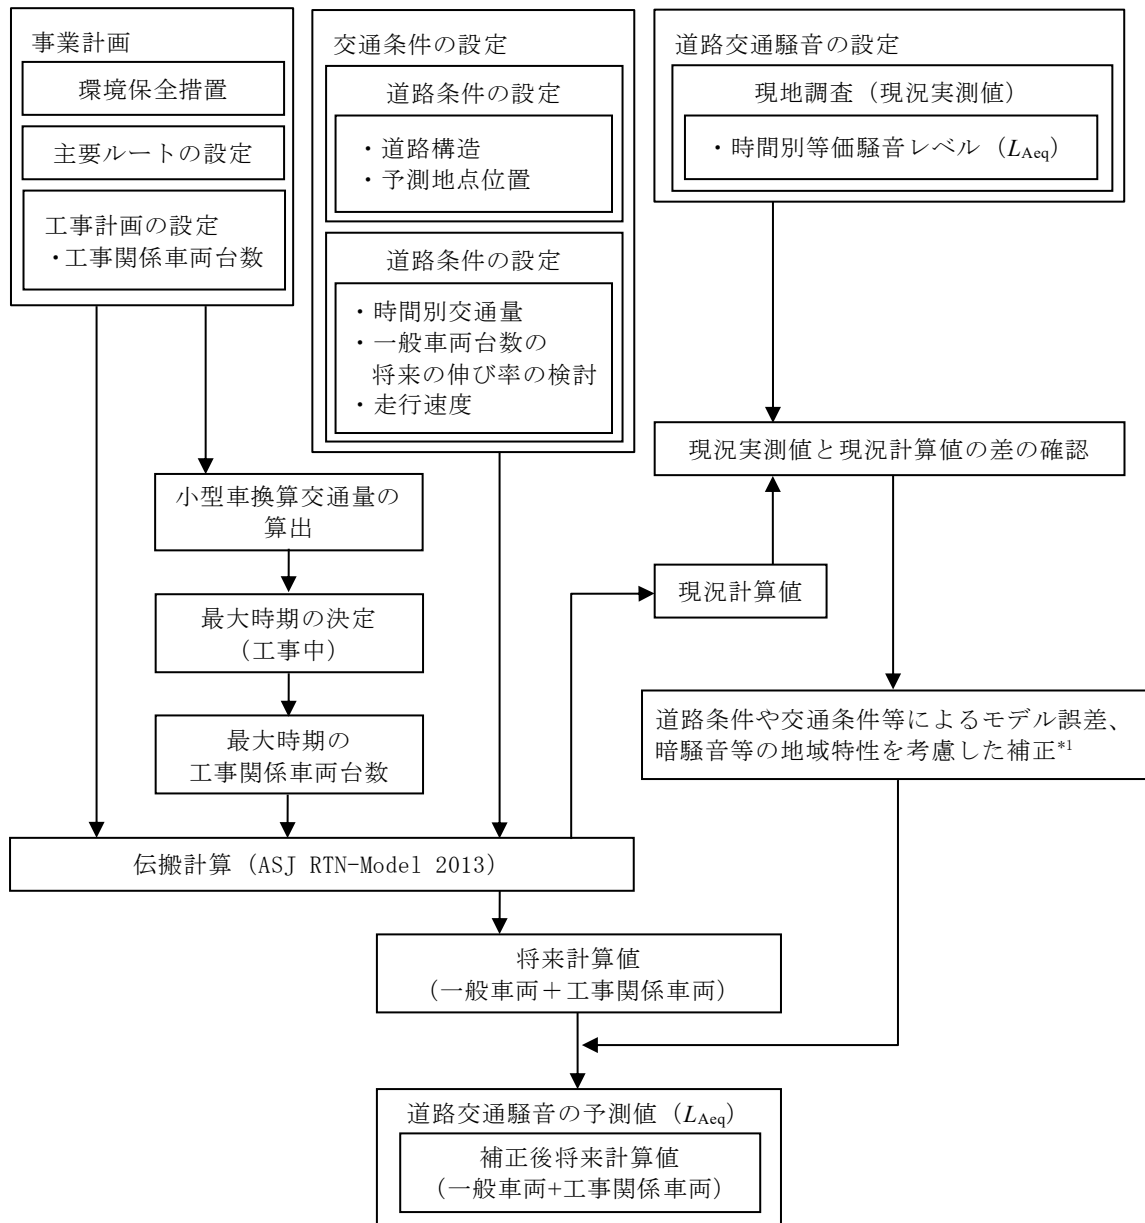 事業計画
環境保全措置
主要ルートの設定
工事計画の設定
・工事関係車両台数
交通条件の設定
道路条件の設定
・道路構造
・予測地点位置
道路条件の設定
・時間別交通量
・一般車両台数の
将来の伸び率の検討
・走行速度
道路交通騒音の設定
現地調査（現況実測値）
・時間別等価騒音レベル（LAeq）
現況実測値と現況計算値の差の確認
小型車換算交通量の
算出
現況計算値
最大時期の決定
（工事中）
道路条件や交通条件等によるモデル誤差、
暗騒音等の地域特性を考慮した補正*1
最大時期の
工事関係車両台数
伝搬計算（ASJ RTN-Model 2013）
将来計算値
（一般車両＋工事関係車両）
道路交通騒音の予測値（LAeq）
補正後将来計算値
（一般車両+工事関係車両）